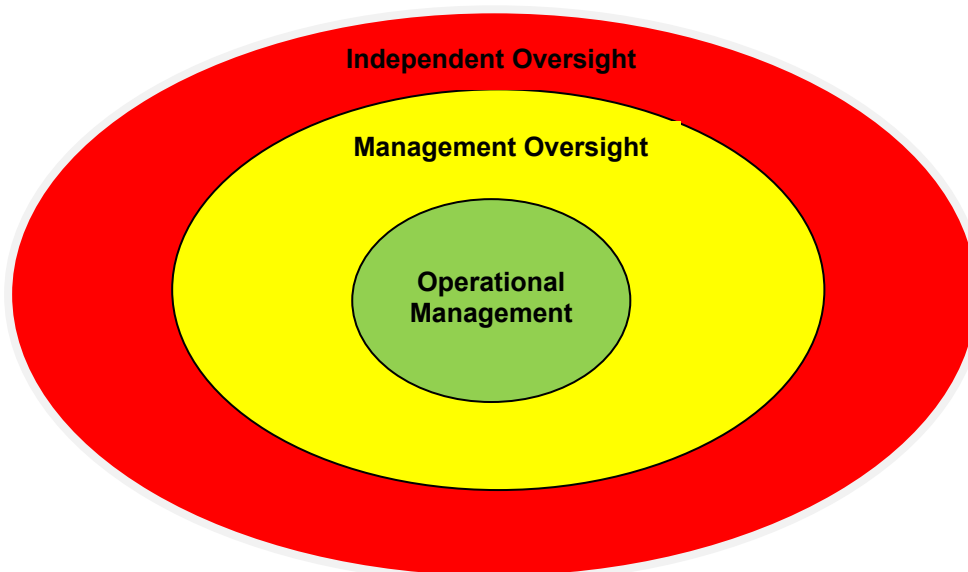 Independent Oversight
Management Oversight
Operational
Management